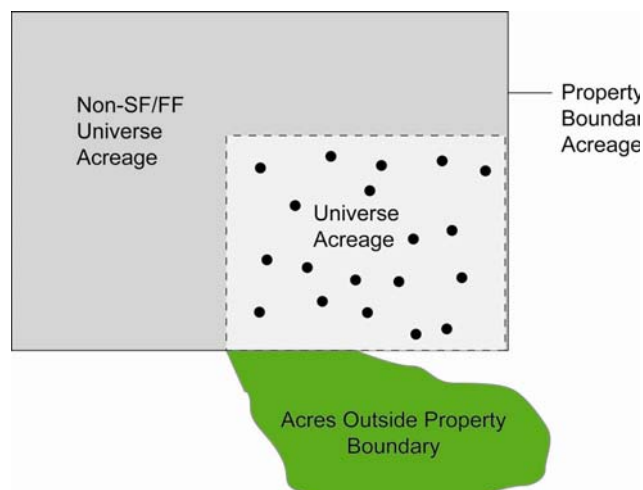 Non-SF/FF
Universe
Acreage
Property
Boundar
Acreage
Universe
Acreage
Acres Outside Property
Boundary